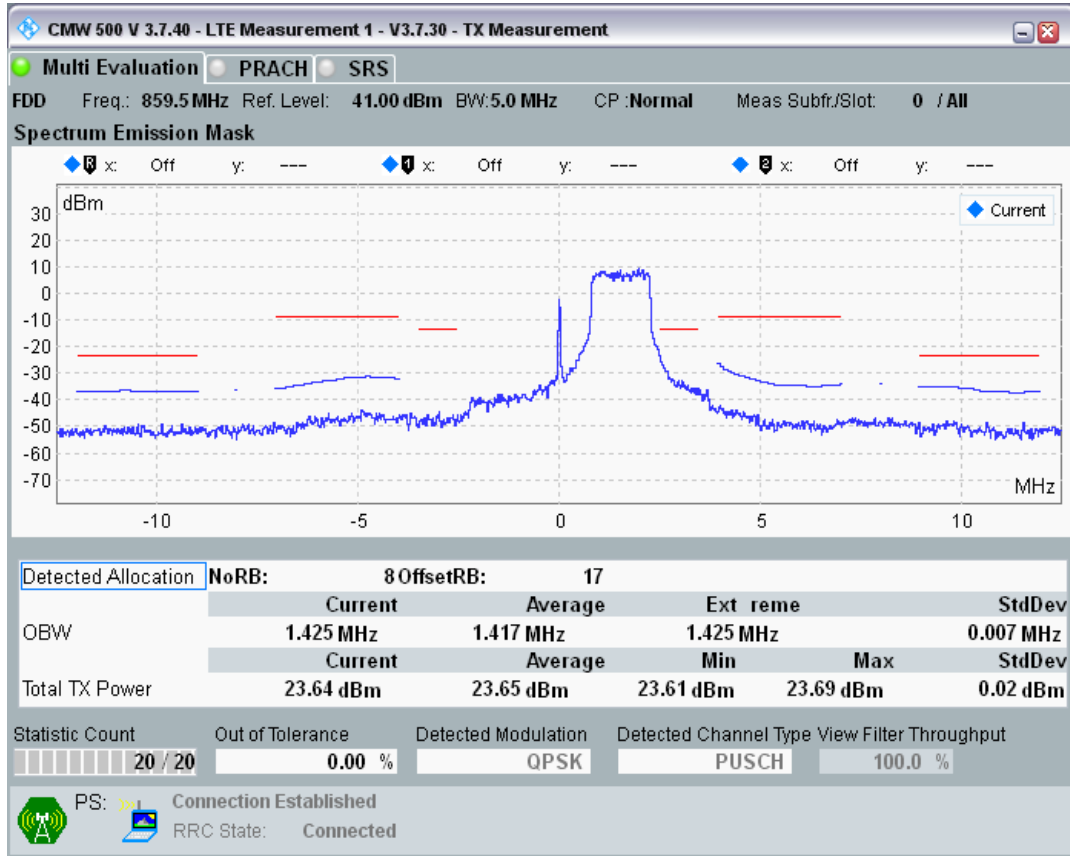 CMW 500 V 3.7.40 - LTE Measurement 1 - V3.7.30 - TX Measurement
Multi Evaluation PRACH SRS
FDD Freq.: 859.5 MHz Ref. Level: 41.00 dBm BW: 5.0 MHz CP : Normal Meas Subfr./Slot: 0 / All
Spectrum Emission Mask
R x: Off y: --- 1 x: Off y: --- 2 x: Off y: ---
dBm
Current
30
20
10
0
-10
-20
-30
-40
-50
-60
-70
MHz
-10 -5 0 5 10
Detected Allocation NoRB: 8 OffsetRB: 17
Current Average Ext reme StdDev
OBW 1.425 MHz 1.417 MHz 1.425 MHz 0.007 MHz
Current Average Min Max StdDev
Total TX Power 23.64 dBm 23.65 dBm 23.61 dBm 23.69 dBm 0.02 dBm
Statistic Count Out of Tolerance Detected Modulation Detected Channel Type View Filter Throughput
20 / 20 0.00 % QPSK PUSCH 100.0 %
PS: Connection Established
RRC State: Connected